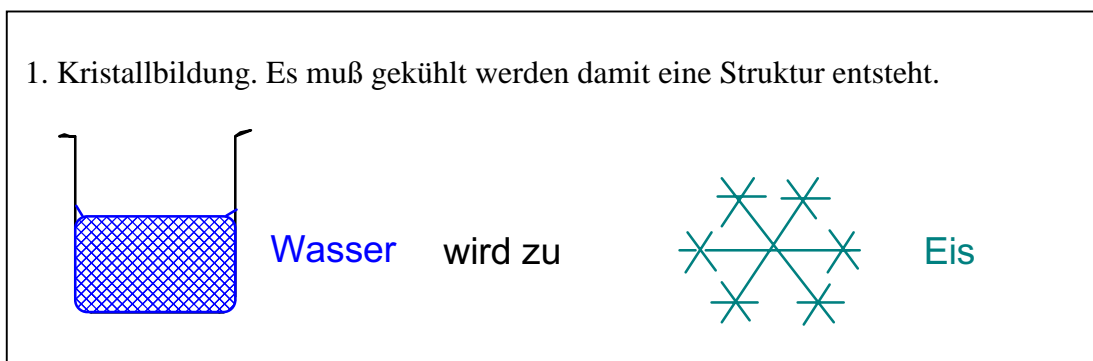 1. Kristallbildung. Es muß gekühlt werden damit eine Struktur entsteht.
Wasser wird zu Eis